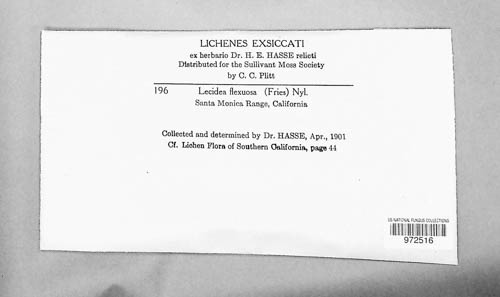 LICHENES EXSICCATI
ex herbario Dr. H. E. HASSE relicti
Distributed for the Sullivant Moss Society
by C. C. Plitt
196 Lecidea flexuosa (Fries) Nyl.
Santa Monica Range, California
Collected and determined by Dr. HASSE, Apr., 1901
Cf. Lichen Flora of Southern California, page 44
US NATIONAL FUNGUS COLLECTIONS
972516